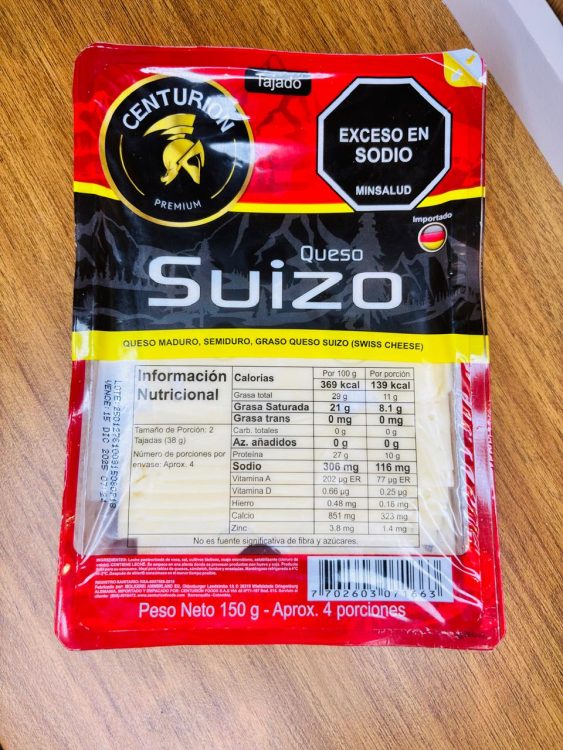 Tajado
CENTURION
PREMIUM
EXCESO EN
SODIO
MINSALUD
Importado
Queso
Suizo
QUESO MADURO, SEMIDURO, GRASO QUESO SUIZO (SWISS CHEESE)
Información
Nutricional
Tamaño de Porción: 2
Tajadas (38 g)
Número de porciones por
envase: Aprox. 4
Por 100 g Por porción
Calorías 369 kcal 139 kcal
Grasa total 29 g 11 g
Grasa Saturada 21 g 8.1 g
Grasa trans 0 mg 0 mg
Carb. totales 0 g 0 g
Az. añadidos 0 g 0 g
Proteína 27 g 10 g
Sodio 306 mg 116 mg
Vitamina A 202 µg ER 77 µg ER
Vitamina D 0.66 µg 0.25 µg
Hierro 0.48 mg 0.18 mg
Calcio 851 mg 323 mg
Zinc 3.8 mg 1.4 mg
No es fuente significativa de fibra y azúcares.
VENCE: 15 DIC 2025
7 702603 071663
Peso Neto 150 g - Aprox. 4 porciones